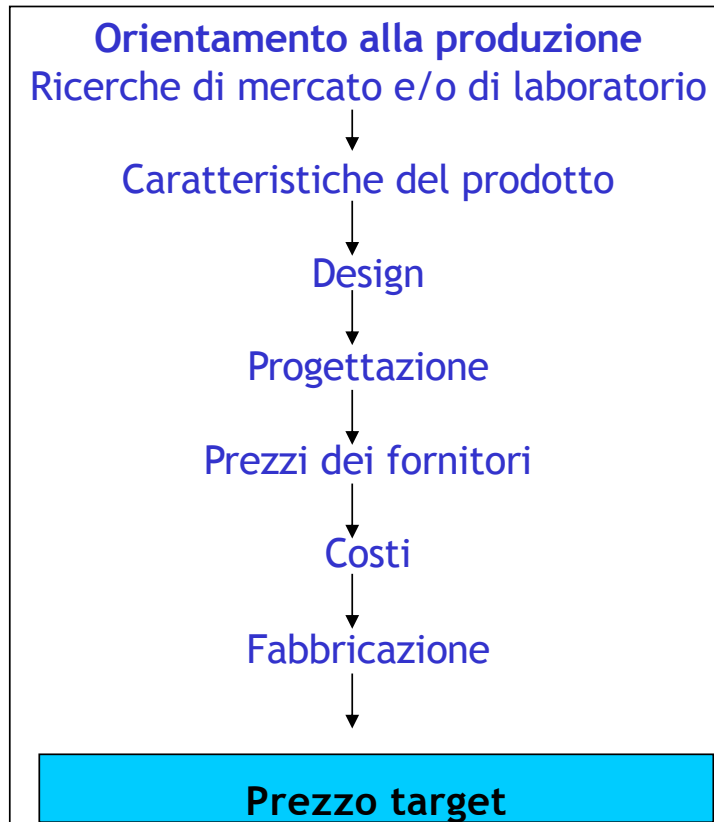 Orientamento alla produzione
Ricerche di mercato e/o di laboratorio
Caratteristiche del prodotto
Design
Progettazione
Prezzi dei fornitori
Costi
Fabbricazione
Prezzo target